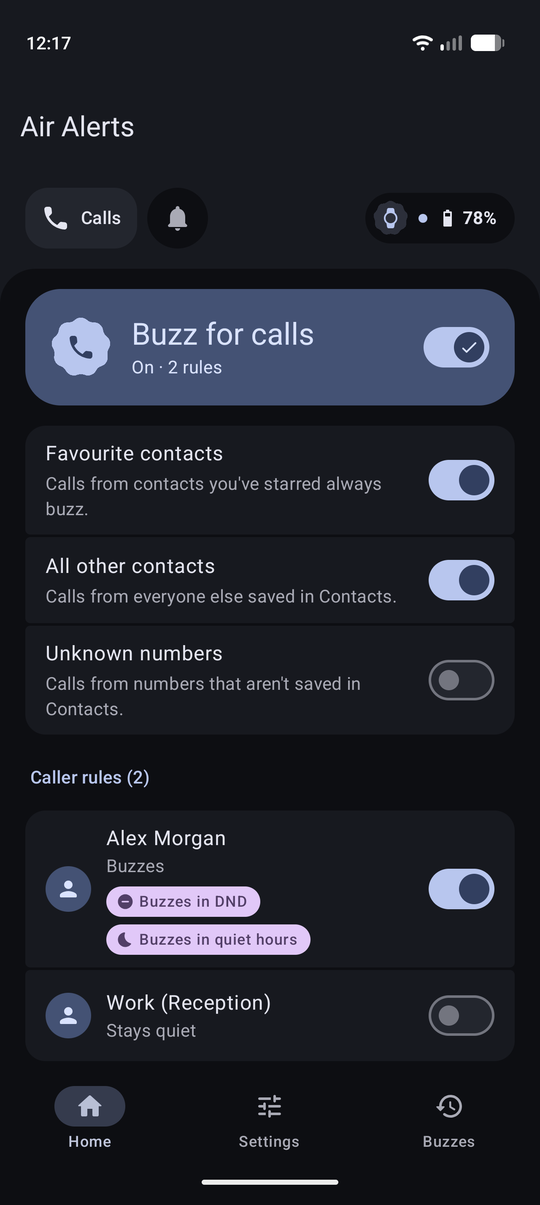 12:17
Air Alerts
Calls
78%
Buzz for calls
On · 2 rules
Favourite contacts
Calls from contacts you've starred always
buzz.
All other contacts
Calls from everyone else saved in Contacts.
Unknown numbers
Calls from numbers that aren't saved in
Contacts.
Caller rules (2)
Alex Morgan
Buzzes
Buzzes in DND
Buzzes in quiet hours
Work (Reception)
Stays quiet
Home
Settings
Buzzes